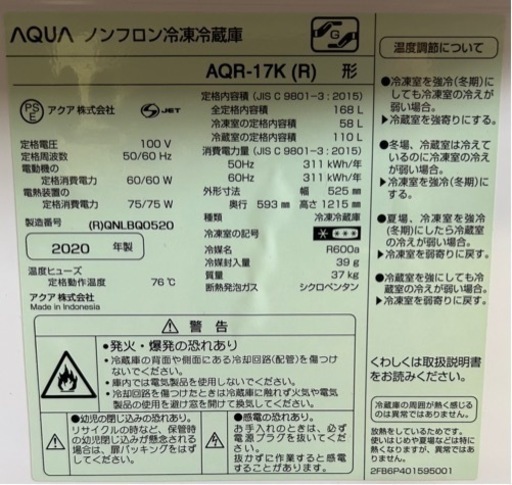 AQUA ノンフロン冷凍冷蔵庫
G
AQR-17K (R) 形
PSE アクア株式会社
S JET
定格電圧 100 V
定格周波数 50/60 Hz
電動機の
定格消費電力 60/60 W
電熱装置の
定格消費電力 75/75 W
製造番号 (R)QNLBQ0520
2020 年製
温度ヒューズ
定格動作温度 76℃
アクア株式会社
Made in Indonesia
定格内容積 (JIS C 9801-3 : 2015)
全定格内容積 168 L
冷凍室の定格内容積 58 L
冷蔵室の定格内容積 110 L
消費電力量 (JIS C 9801-3 : 2015)
50Hz 311 kWh/年
60Hz 311 kWh/年
外形寸法 幅 525 mm
奥行 593 mm 高さ 1215 mm
種類 冷凍冷蔵庫
冷凍室の記号
冷媒名 R600a
冷媒封入量 39 g
質量 37 kg
断熱発泡ガス シクロペンタン
⚠ 警告
●発火・爆発の恐れあり
・冷蔵庫の背面や側面にある冷却回路(配管)を傷つけ
ないでください。
・庫内では電気製品を使用しないでください。
・冷却回路を傷つけたときは冷蔵庫に触れず火気や電気
製品の使用を避け窓を開けて換気してください。
●幼児の閉じ込みの恐れあり
リサイクルの時など、保管時
の幼児閉じ込みが懸念される
場合は、扉パッキングをはず
してください。
●感電の恐れあり
お手入れのときは、必ず
電源プラグを抜いてくだ
さい。
抜かずに作業すると感電
することがあります。
温度調節について
●冷凍室を強冷(冬期)に
しても冷凍室の冷えが
弱い場合。
▶冷蔵室を強寄りにする。
●冬場、冷蔵室は冷えて
いるのに冷凍室の冷え
が弱い場合。
▶冷凍室を強冷(冬期)に
する。
●夏場、冷凍室を強冷
(冬期)にしたら冷蔵室
の冷えが弱い場合。
▶冷凍室を弱寄りに戻す。
●冷蔵室を強にしても冷
えが弱い場合。
▶冷凍室を弱寄りに戻す。
くわしくは取扱説明書
をお読みください。
冷蔵庫の周囲が熱く感じる
のは異常ではありません。
放熱をしているためです。
使いはじめや夏場などは特に
熱くなりますが、異常ではあ
りません。
2FB6P401595001